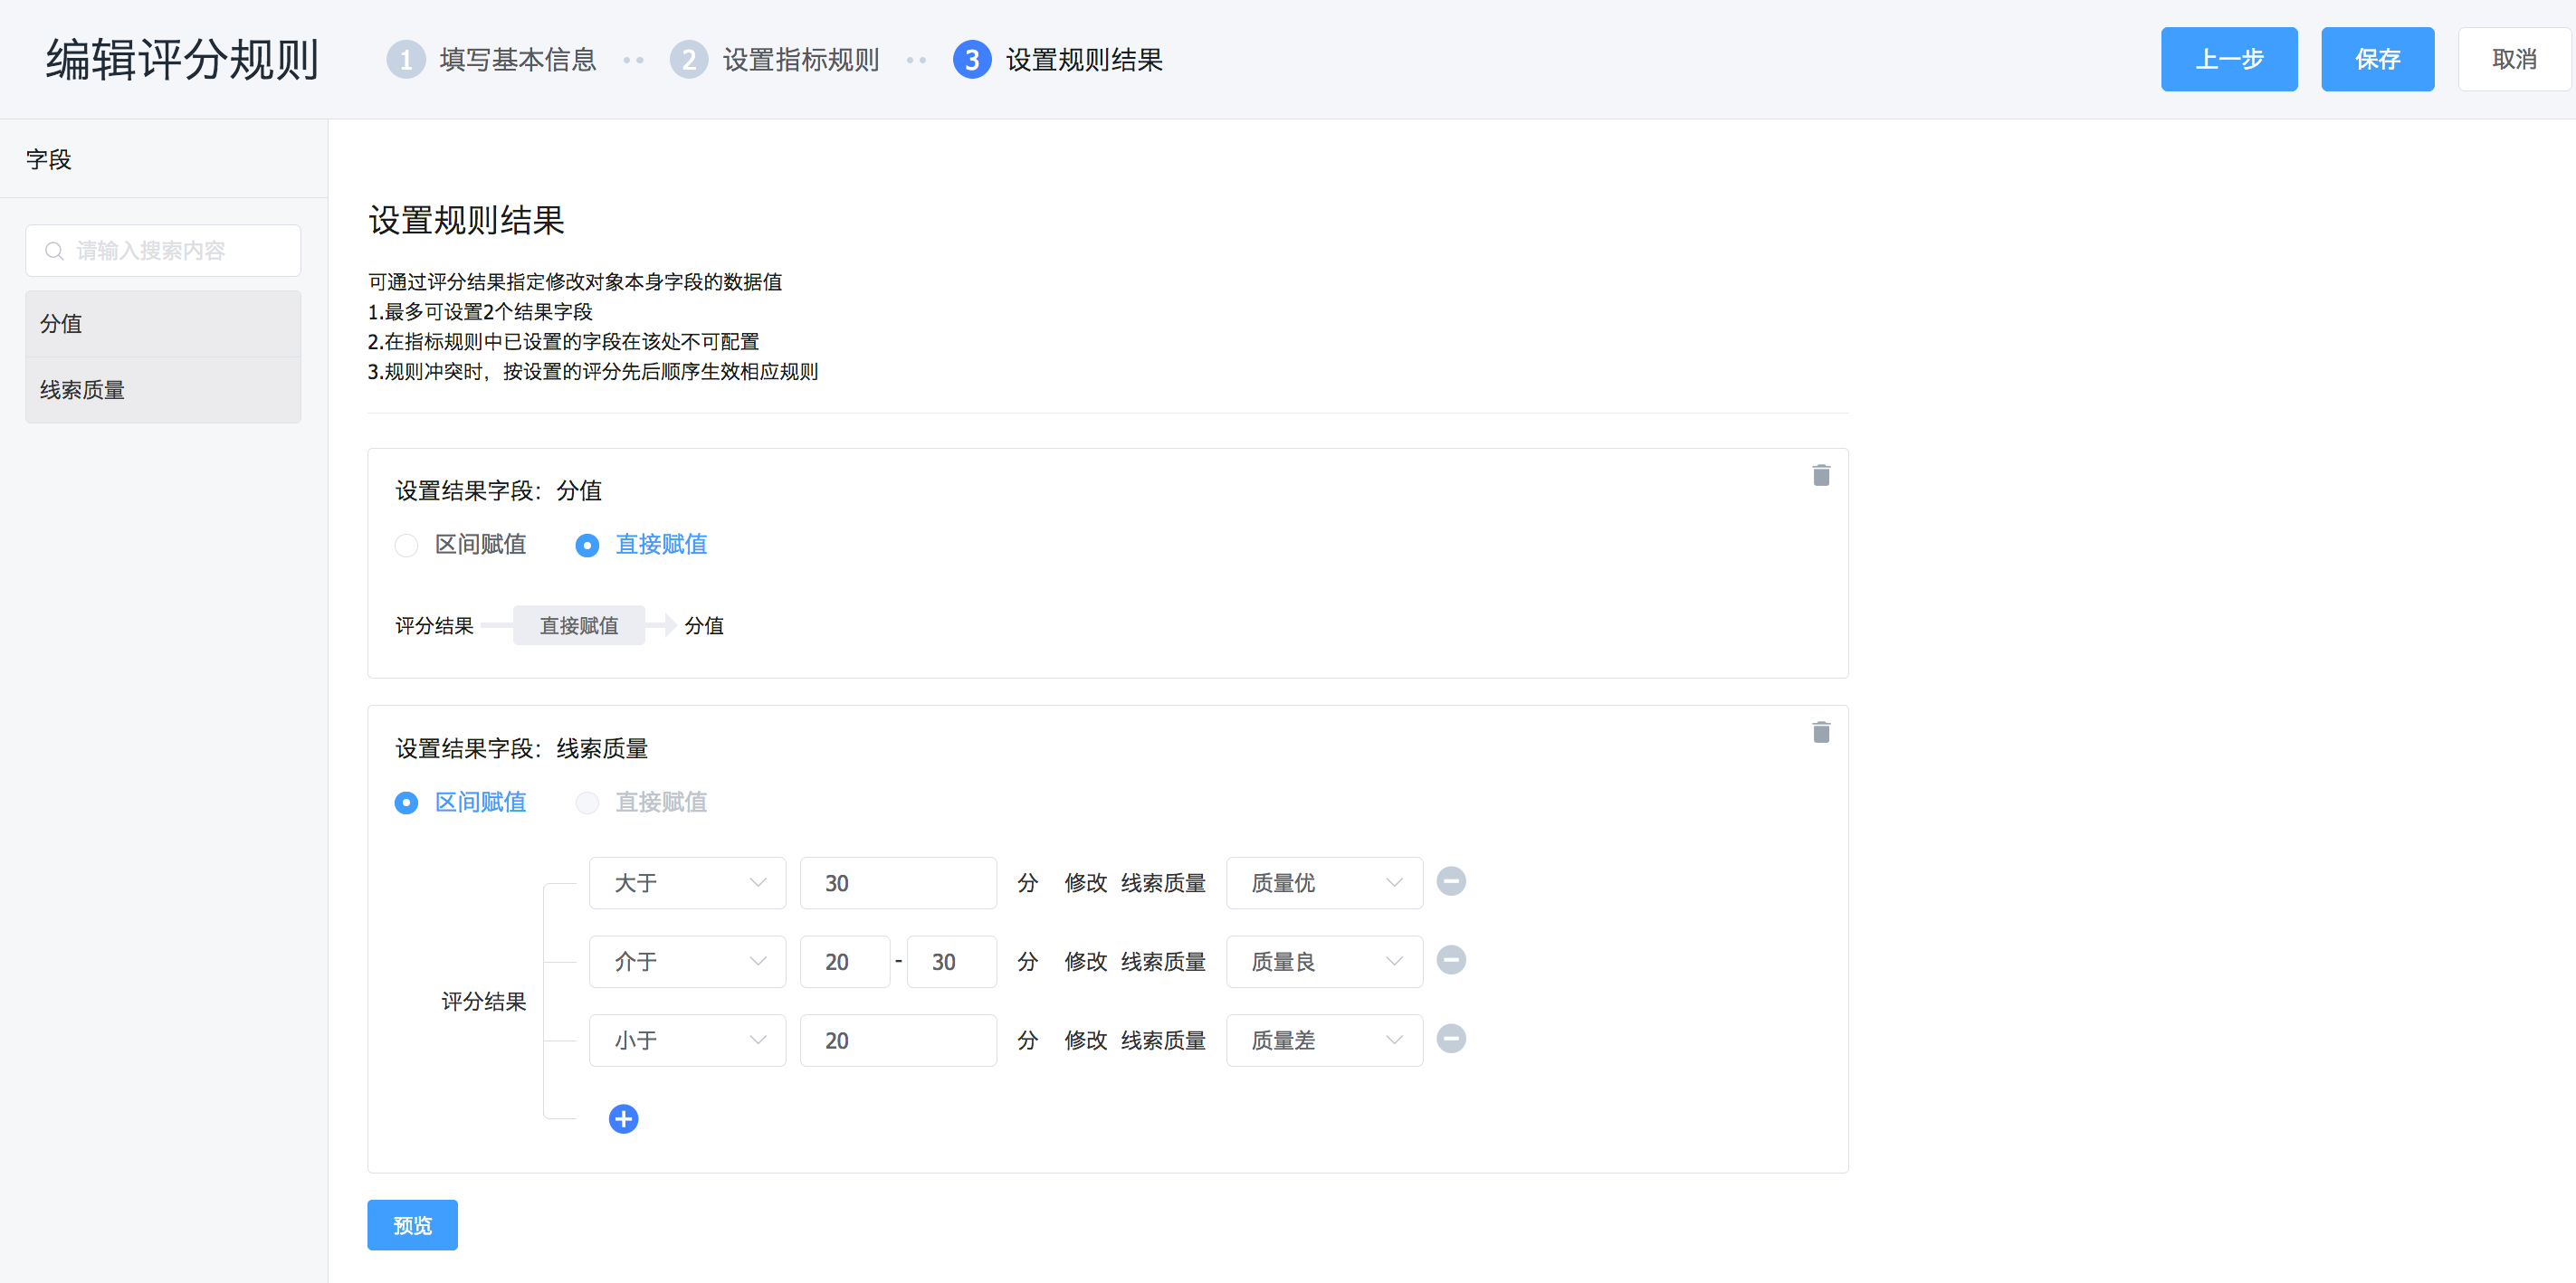 编辑评分规则
1 填写基本信息
2 设置指标规则
3 设置规则结果
上一步
保存
取消
字段
请输入搜索内容
分值
线索质量
设置规则结果
可通过评分结果指定修改对象本身字段的数据值
1.最多可设置2个结果字段
2.在指标规则中已设置的字段在该处不可配置
3.规则冲突时，按设置的评分先后顺序生效相应规则
设置结果字段：分值
区间赋值 直接赋值
评分结果 直接赋值 分值
设置结果字段：线索质量
区间赋值 直接赋值
大于 30 分 修改 线索质量 质量优
介于 20 - 30 分 修改 线索质量 质量良
评分结果
小于 20 分 修改 线索质量 质量差
预览